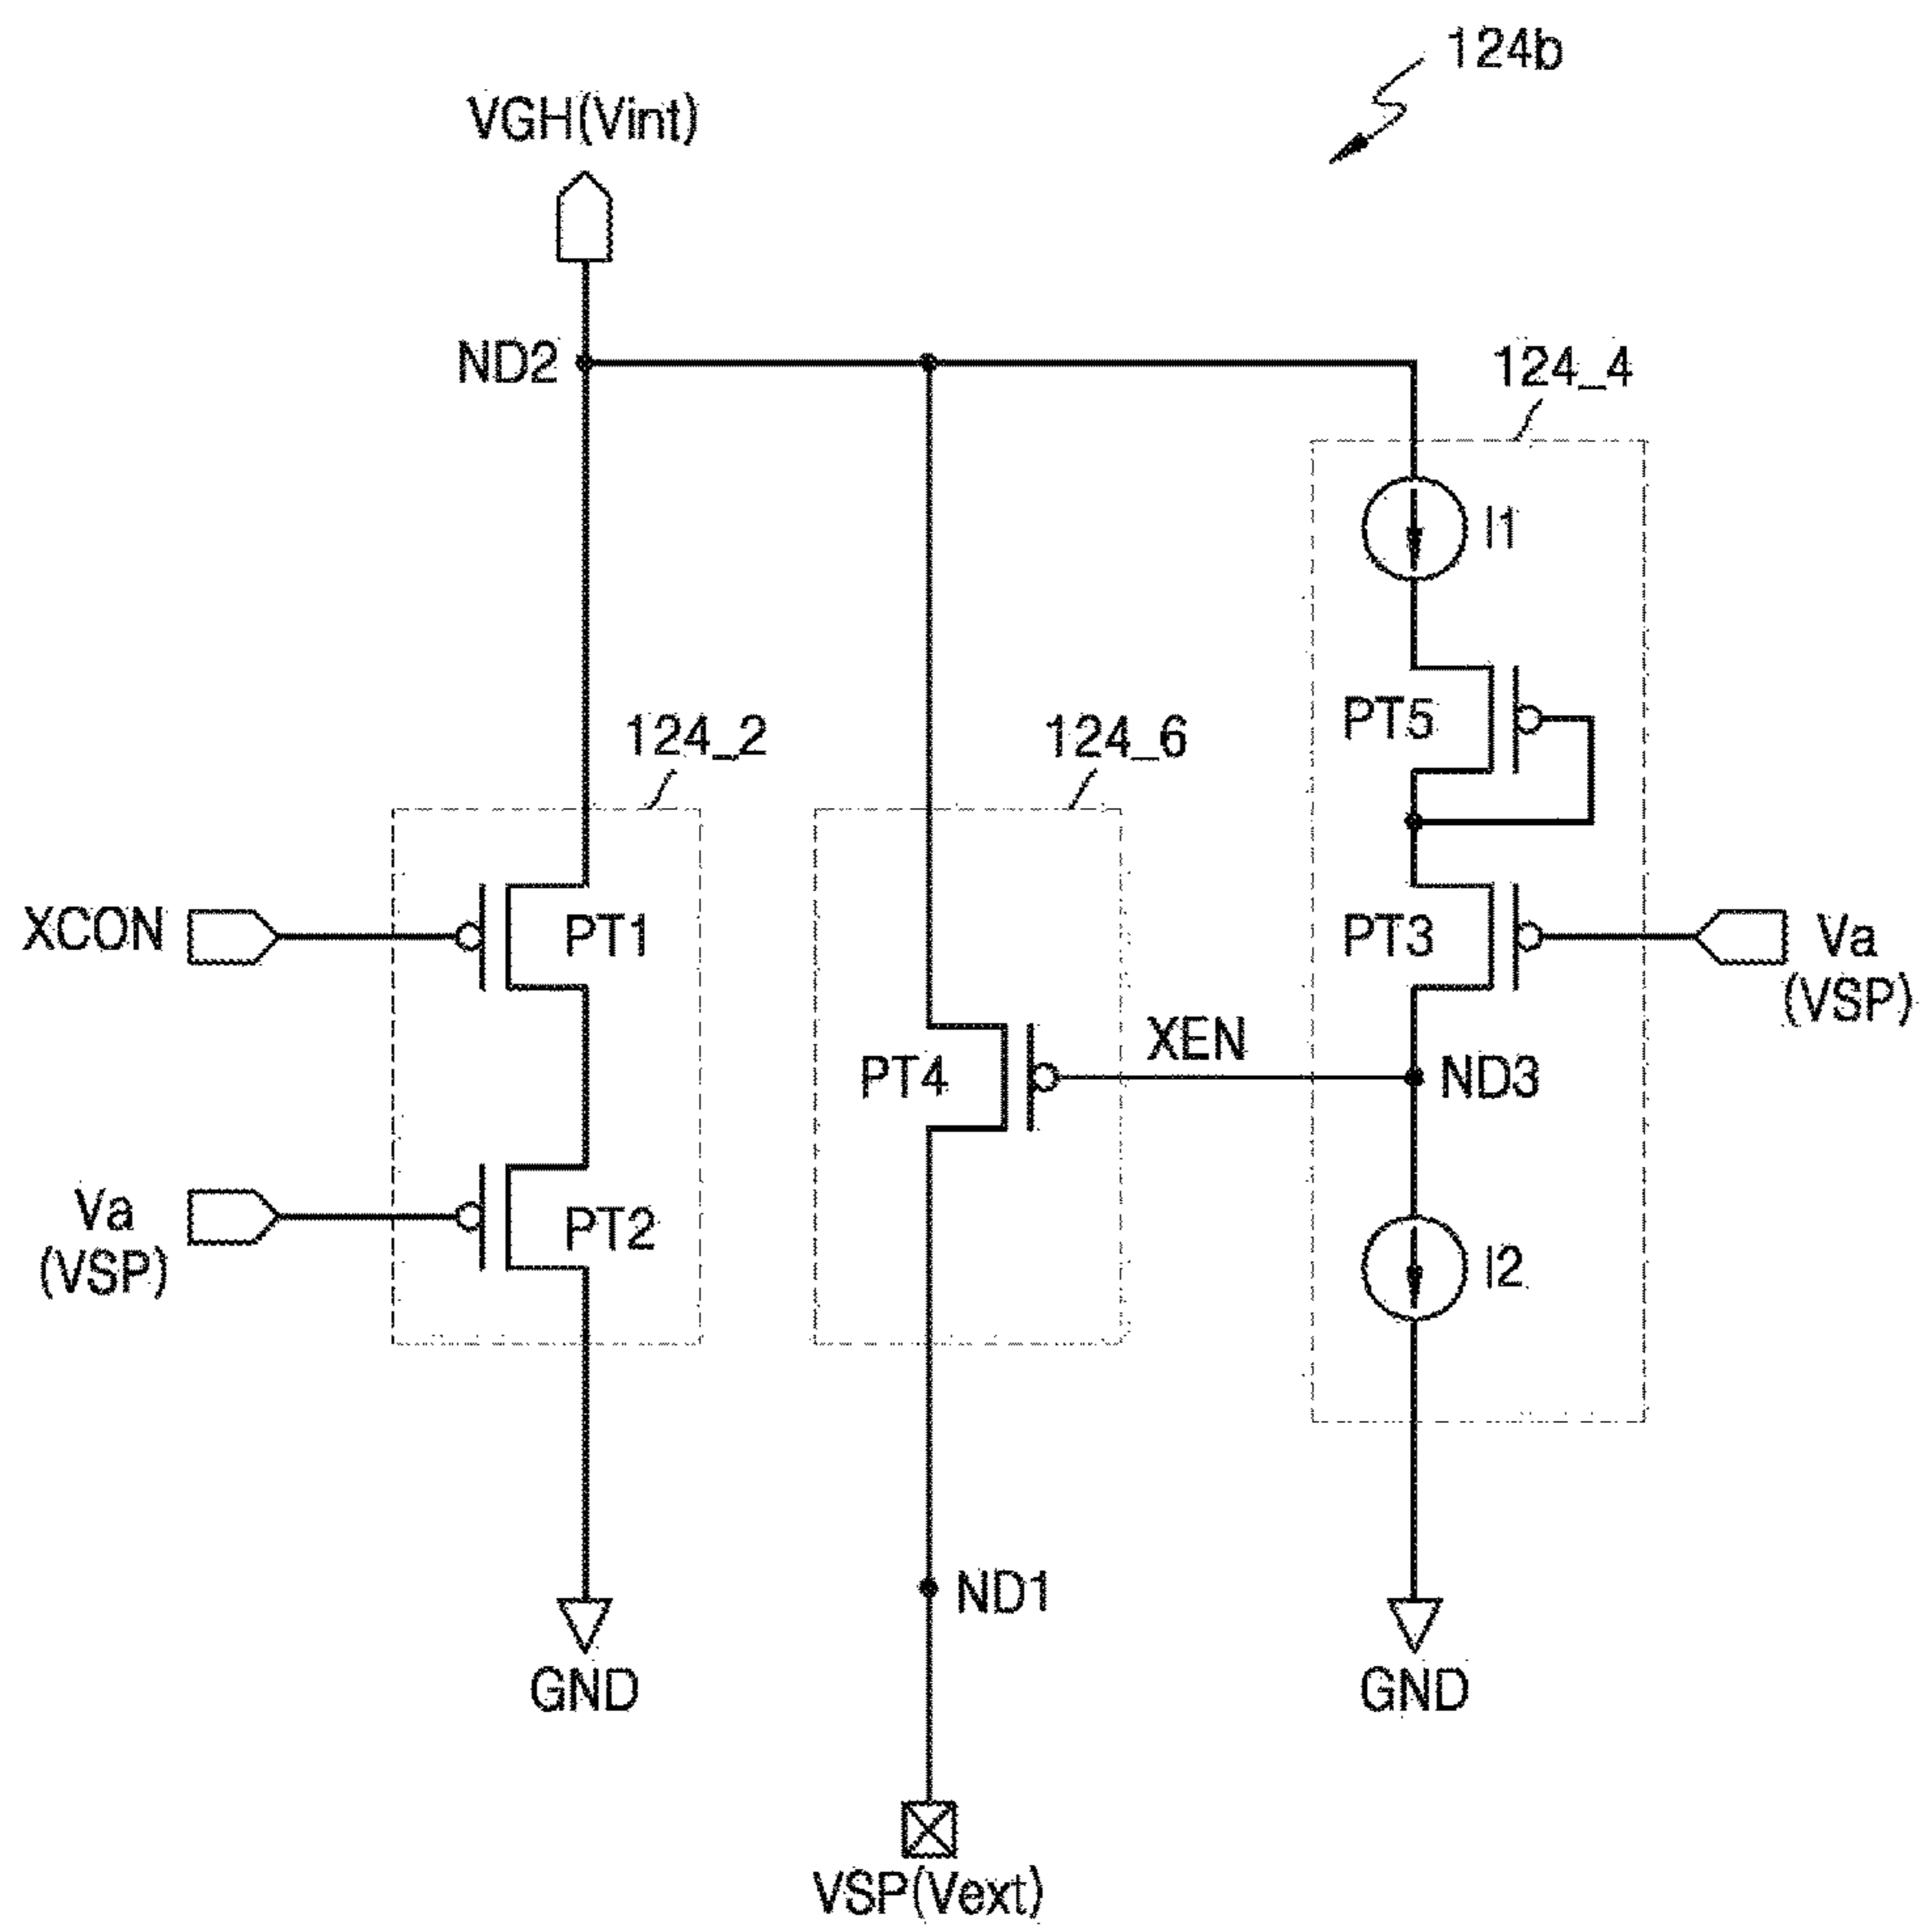 124b
VGH(Vint)
ND2
124_4
I1
PT5
124_2
124_6
XCON
PT1
PT3
Va
(VSP)
XEN
PT4
ND3
Va
(VSP)
PT2
I2
ND1
GND
GND
VSP(Vext)